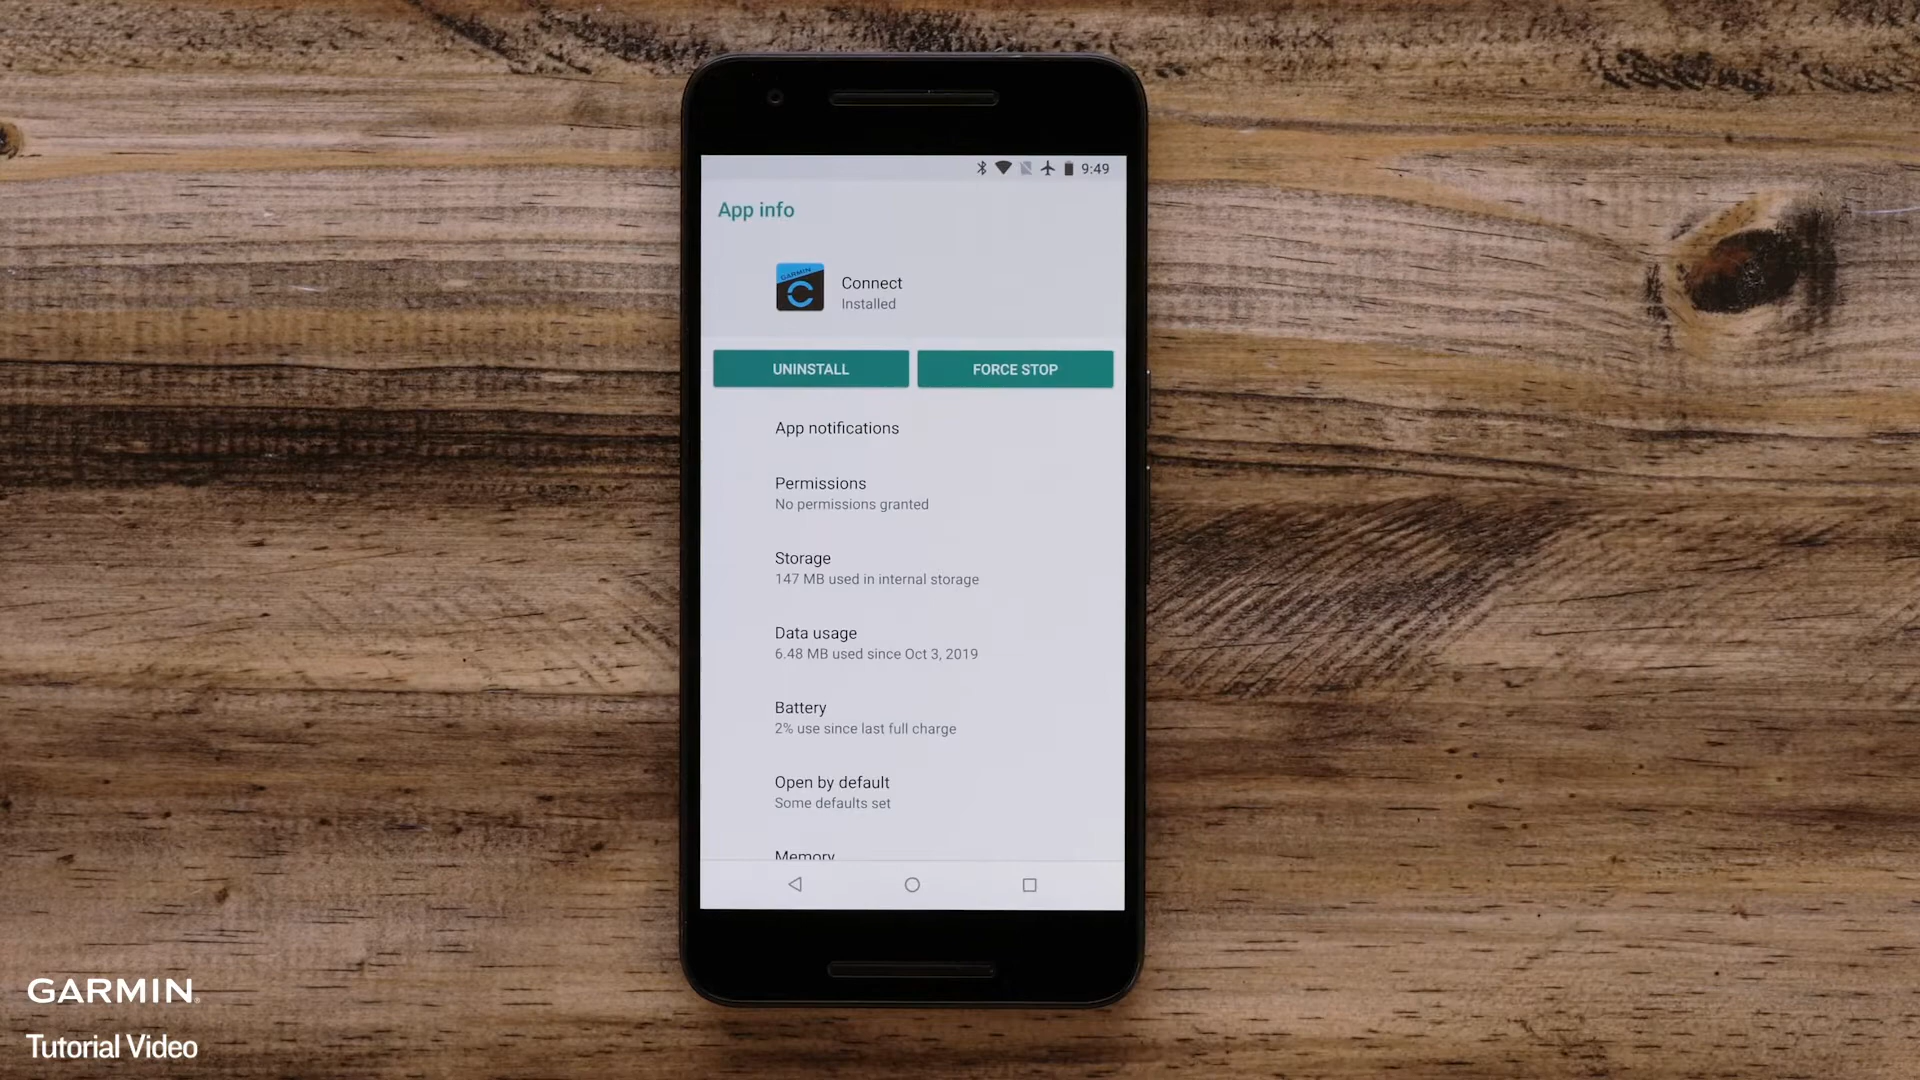 9:49
App info
GARMIN
Connect
Installed
UNINSTALL
FORCE STOP
App notifications
Permissions
No permissions granted
Storage
147 MB used in internal storage
Data usage
6.48 MB used since Oct 3, 2019
Battery
2% use since last full charge
Open by default
Some defaults set
Memory
GARMIN
Tutorial Video